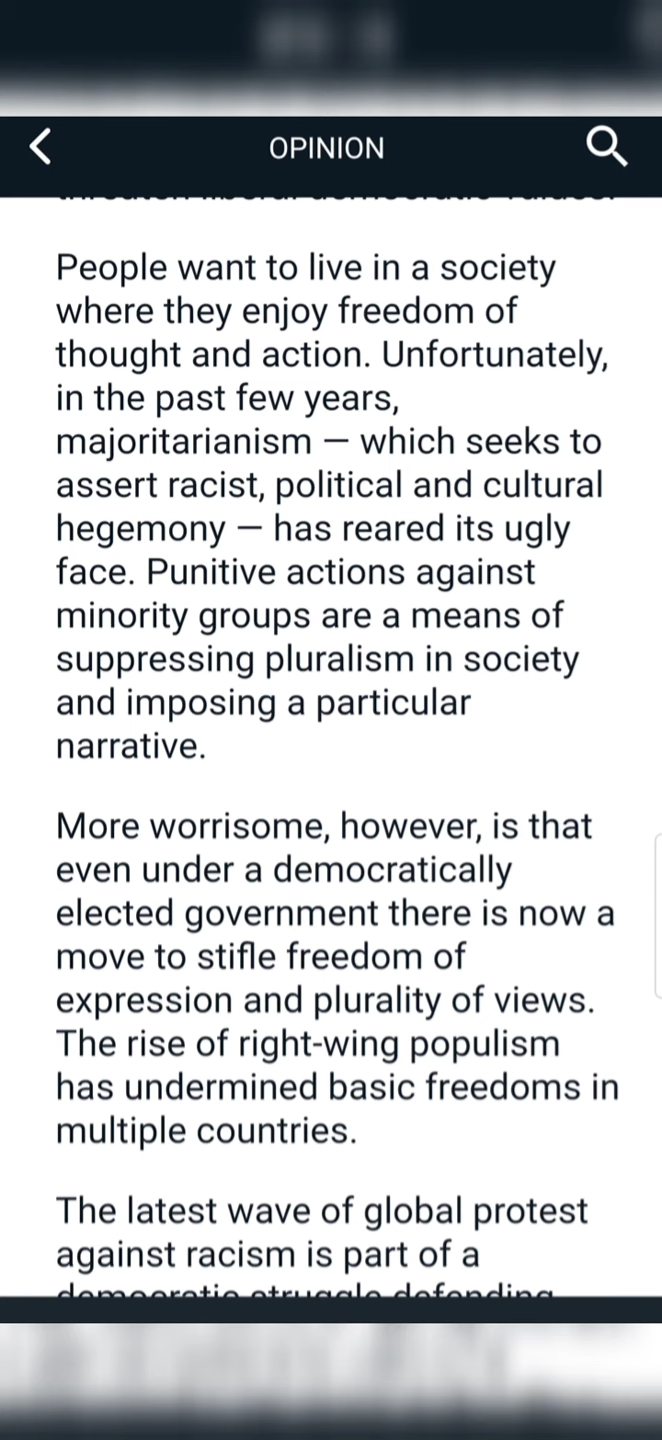 OPINION
People want to live in a society
where they enjoy freedom of
thought and action. Unfortunately,
in the past few years,
majoritarianism — which seeks to
assert racist, political and cultural
hegemony — has reared its ugly
face. Punitive actions against
minority groups are a means of
suppressing pluralism in society
and imposing a particular
narrative.
More worrisome, however, is that
even under a democratically
elected government there is now a
move to stifle freedom of
expression and plurality of views.
The rise of right-wing populism
has undermined basic freedoms in
multiple countries.
The latest wave of global protest
against racism is part of a
democratic struggle defending